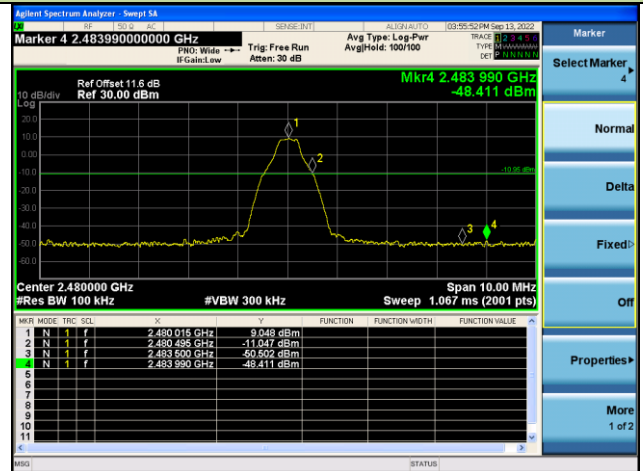 Agilent Spectrum Analyzer - Swept SA
RF 50 Ω AC SENSE:INT ALIGN AUTO 03:55:52 PM Sep 13, 2022
Marker 4 2.483990000000 GHz
PNO: Wide
IFGain:Low
Trig: Free Run
Atten: 30 dB
Avg Type: Log-Pwr
Avg|Hold: 100/100
TRACE 1 2 3 4 5 6
TYPE M
DET P N N N N N
Ref Offset 11.6 dB
Ref 30.00 dBm
10 dB/div
Log
Mkr4 2.483 990 GHz
-48.411 dBm
20.0
10.0
0.00
-10.0
-20.0
-30.0
-40.0
-50.0
-60.0
1
2
3
4
-10.95 dBm
Center 2.480000 GHz Span 10.00 MHz
#Res BW 100 kHz #VBW 300 kHz Sweep 1.067 ms (2001 pts)
MKR MODE TRC SCL X Y FUNCTION FUNCTION WIDTH FUNCTION VALUE
1 N 1 f 2.480 015 GHz 9.048 dBm
2 N 1 f 2.480 495 GHz -11.047 dBm
3 N 1 f 2.483 500 GHz -50.502 dBm
4 N 1 f 2.483 990 GHz -48.411 dBm
5
6
7
8
9
10
11
MSG STATUS
Marker
Select Marker
4
Normal
Delta
Fixed
Off
Properties
More
1 of 2